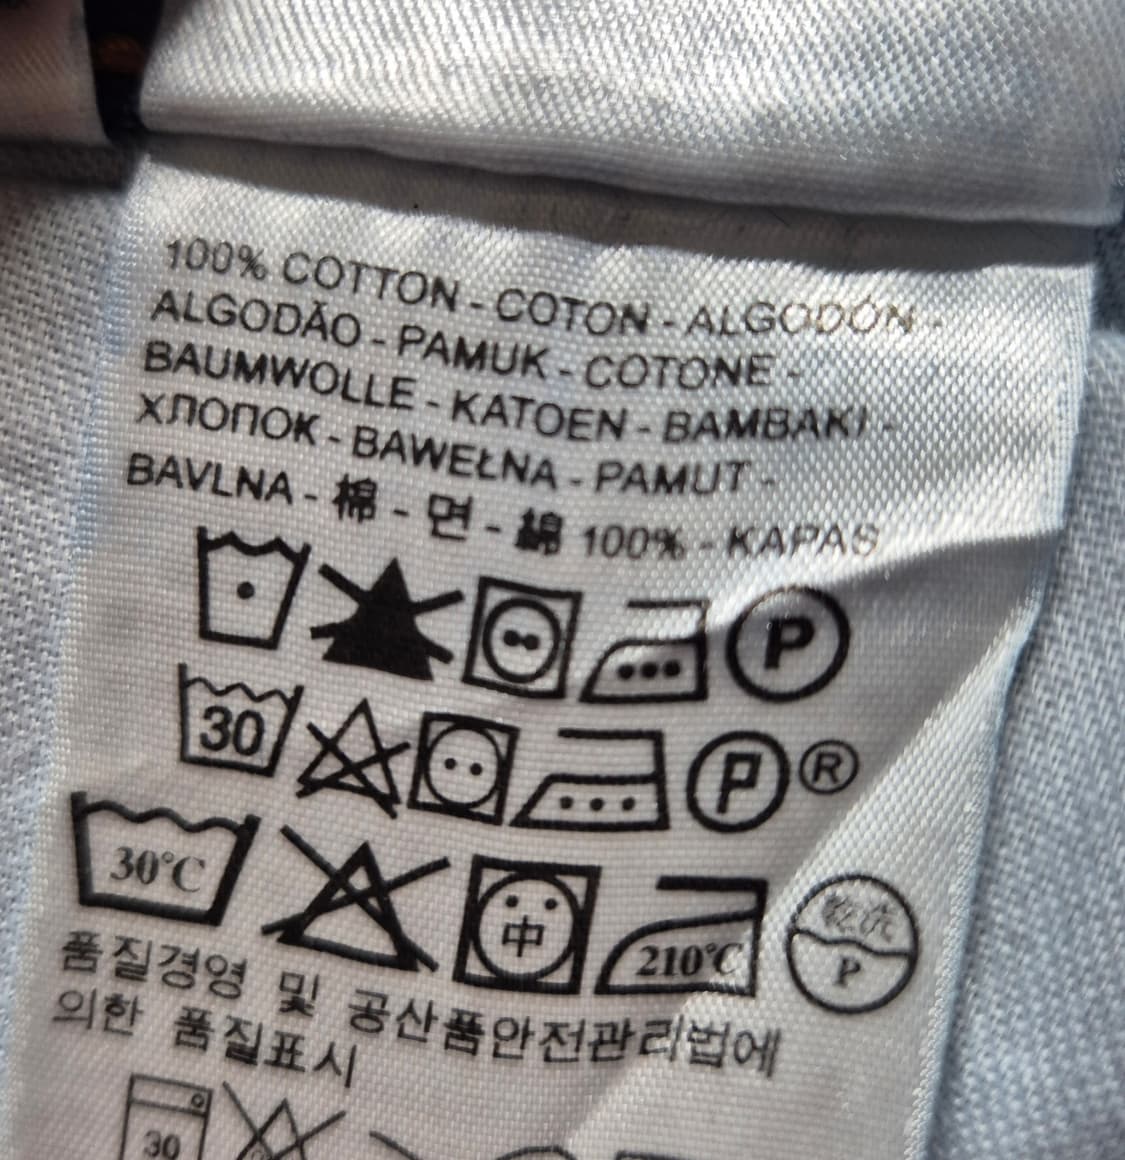 100% COTTON - COTON - ALGODÓN -
ALGODÃO - PAMUK - COTONE -
BAUMWOLLE - KATOEN - BAMBAKI -
ХЛОПОК - BAWEŁNA - PAMUT -
BAVLNA - 棉 - 면 - 綿 100% - KAPAS
P
30 P ®
30°C 中 210°C 乾洗 P
품질경영 및 공산품안전관리법에
의한 품질표시
30